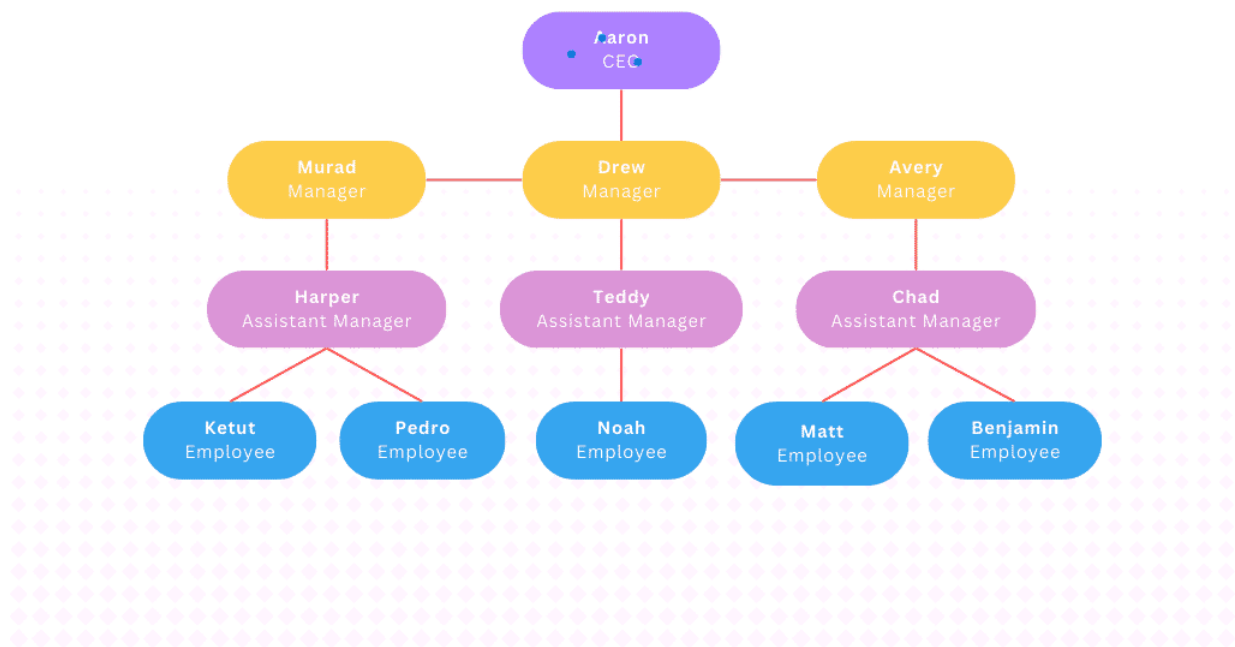 Aaron
CEO
Murad
Manager
Drew
Manager
Avery
Manager
Harper
Assistant Manager
Teddy
Assistant Manager
Chad
Assistant Manager
Ketut
Employee
Pedro
Employee
Noah
Employee
Matt
Employee
Benjamin
Employee